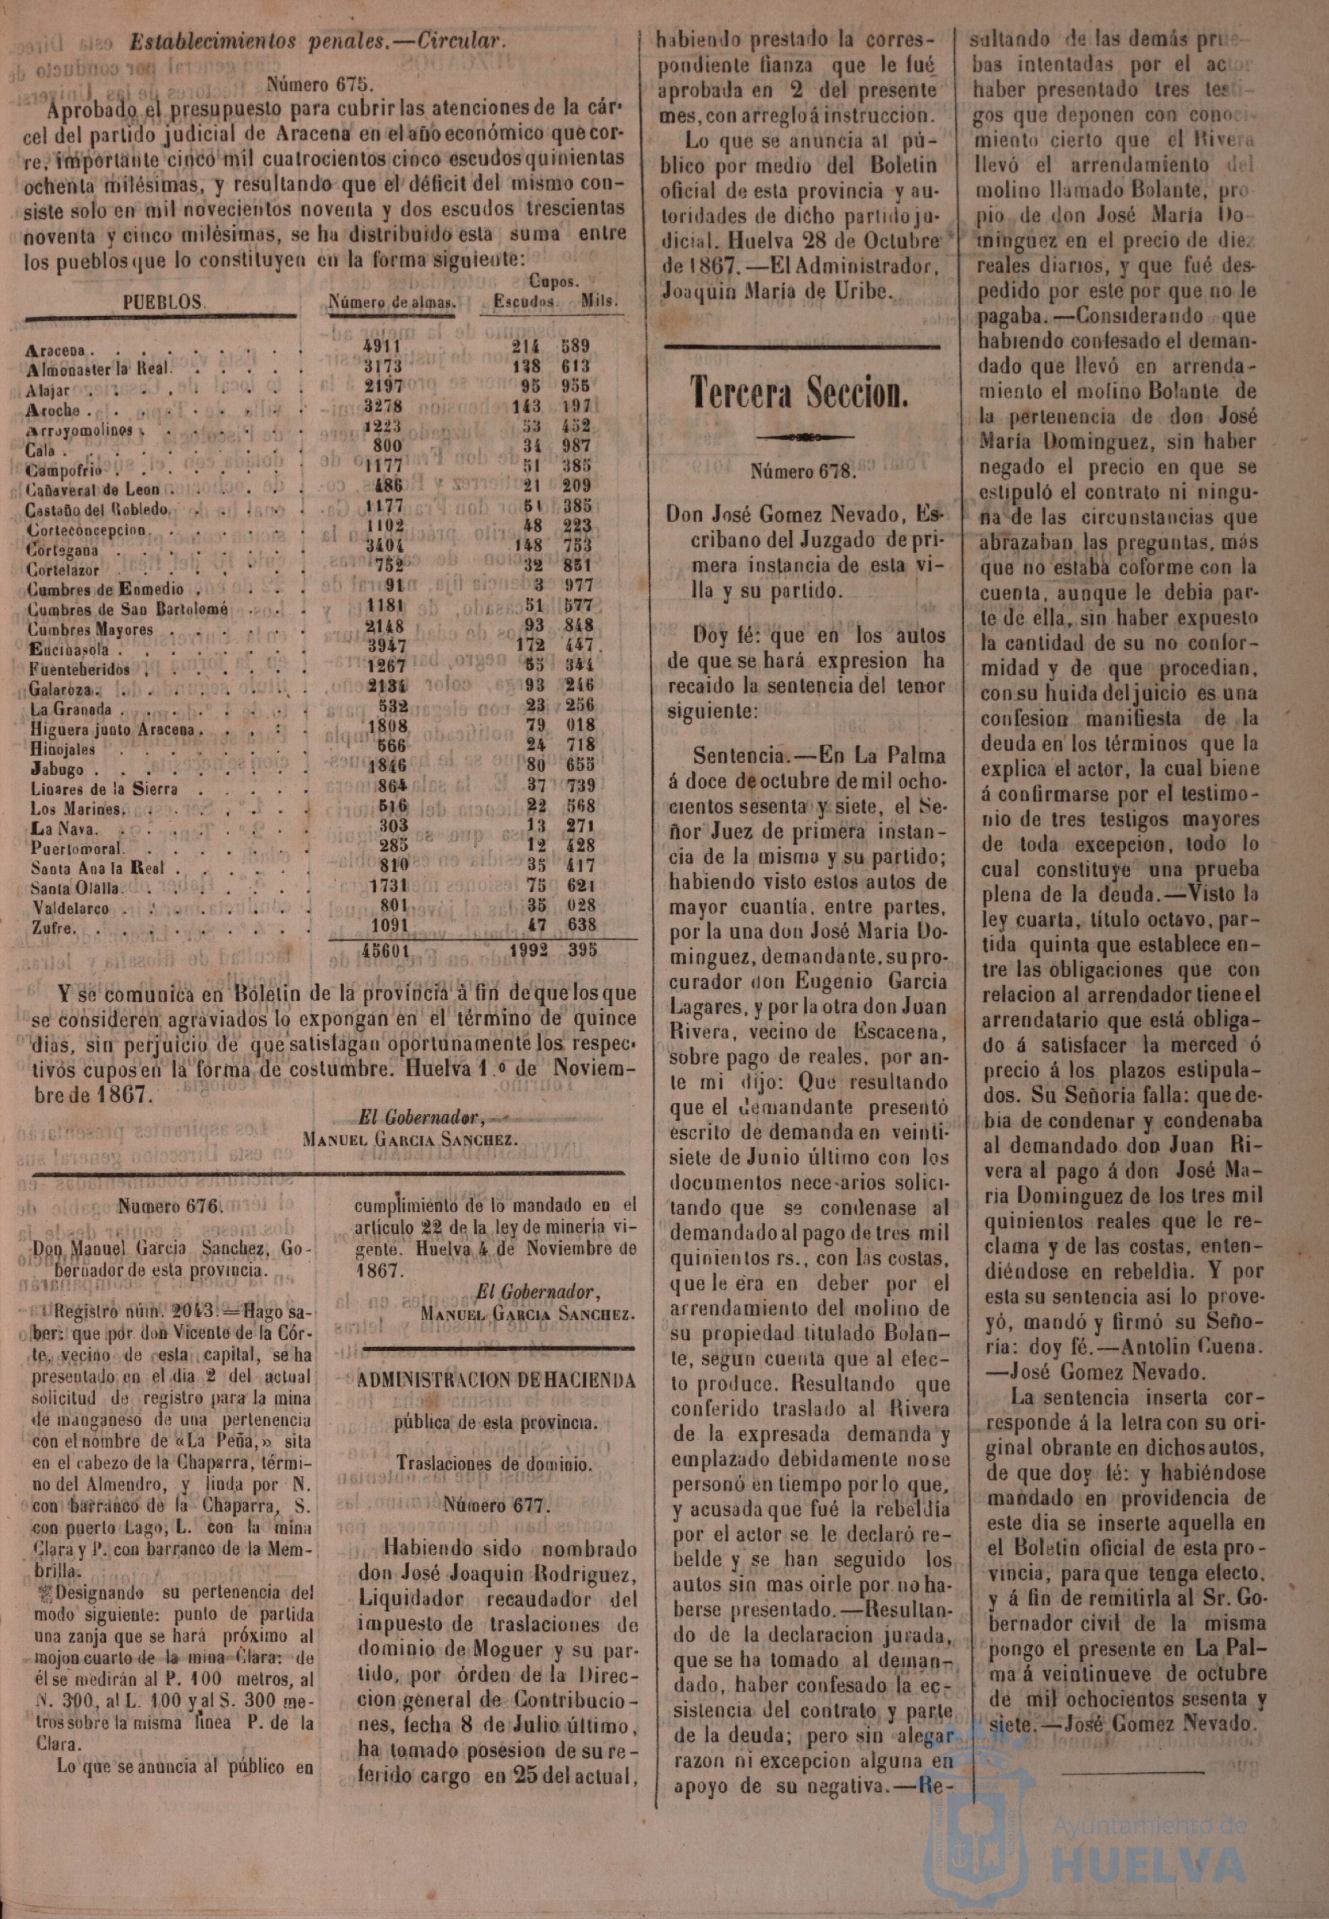 Establecimientos penales.—Circular.
Número 675.
Aprobado el presupuesto para cubrir las atenciones de la cár-
cel del partido judicial de Aracena en el año económico que cor-
re, importante cinco mil cuatrocientos cinco escudos quinientas
ochenta milésimas, y resultando que el déficit del mismo con-
siste solo en mil novecientos noventa y dos escudos trescientas
noventa y cinco milésimas, se ha distribuido esta suma entre
los pueblos que lo constituyen en la forma siguiente:
Cupos.
PUEBLOS. Número de almas. Escudos. Mils.
Aracena. 4911 214 589
Almonaster la Real. 3173 138 613
Alajar 2197 95 955
Aroche . 3278 143 197
Arroyomolinos . 1223 53 452
Cala . 800 34 987
Campofrio . 1177 51 385
Cañaveral de Leon . 486 21 209
Castaño del Robledo. 1177 51 385
Corteconcepcion. 1102 48 223
Cortegana . 3404 148 753
Cortelazor . 752 32 851
Cumbres de Enmedio . 91 3 977
Cumbres de San Bartolomé 1181 51 577
Cumbres Mayores . 2148 93 848
Encinasola . 3947 172 447
Fuenteheridos . 1267 55 344
Galaroza. 2134 93 246
La Granada . 532 23 256
Higuera junto Aracena . 1808 79 018
Hinojales . 566 24 718
Jabugo . 1846 80 655
Linares de la Sierra . 864 37 739
Los Marines. 516 22 568
La Nava. 303 13 271
Puertomoral. 285 12 428
Santa Ana la Real . 810 35 417
Santa Olalla. 1731 75 621
Valdelarco . 801 35 028
Zufre. 1091 47 638
45601 1992 395
Y se comunica en Boletin de la provincia á fin de que los que
se consideren agraviados lo expongan en el término de quince
dias, sin perjuicio de que satisfagan oportunamente los respec-
tivos cupos en la forma de costumbre. Huelva 1.º de Noviem-
bre de 1867.
El Gobernador,
MANUEL GARCIA SANCHEZ.
Número 676.
Don Manuel Garcia Sanchez, Go-
bernador de esta provincia.
Registro núm. 2043.—Hago sa-
ber: que por don Vicente de la Cór-
te, vecino de esta capital, se ha
presentado en el dia 2 del actual
solicitud de registro para la mina
de manganeso de una pertenencia
con el nombre de «La Peña,» sita
en el cabezo de la Chaparra, térmi-
no del Almendro, y linda por N.
con barranco de la Chaparra, S.
con puerto Lago, L. con la mina
Clara y P. con barranco de la Mem-
brilla.
Designando su pertenencia del
modo siguiente: punto de partida
una zanja que se hará próximo al
mojon cuarto de la mina Clara: de
él se medirán al P. 100 metros, al
N. 300, al L. 100 y al S. 300 me-
tros sobre la misma linea P. de la
Clara.
Lo que se anuncia al público en
cumplimiento de lo mandado en el
artículo 22 de la ley de minería vi-
gente. Huelva 4 de Noviembre de
1867.
El Gobernador,
MANUEL GARCIA SANCHEZ.
ADMINISTRACION DE HACIENDA
pública de esta provincia.
Traslaciones de dominio.
Número 677.
Habiendo sido nombrado
don José Joaquin Rodriguez,
Liquidador recaudador del
impuesto de traslaciones de
dominio de Moguer y su par-
tido, por órden de la Direc-
cion general de Contribucio-
nes, fecha 8 de Julio último,
ha tomado posesion de su re-
ferido cargo en 25 del actual,
habiendo prestado la corres-
pondiente fianza que le fué
aprobada en 2 del presente
mes, con arreglo á instruccion.
Lo que se anuncia al pú-
blico por medio del Boletin
oficial de esta provincia y au-
toridades de dicho partido ju-
dicial. Huelva 28 de Octubre
de 1867.—El Administrador,
Joaquin María de Uribe.
Tercera Seccion.
Número 678.
Don José Gomez Nevado, Es-
cribano del Juzgado de pri-
mera instancia de esta vi-
lla y su partido.
Doy fé: que en los autos
de que se hará expresion ha
recaido la sentencia del tenor
siguiente:
Sentencia.—En La Palma
á doce de octubre de mil ocho-
cientos sesenta y siete, el Se-
ñor Juez de primera instan-
cia de la misma y su partido;
habiendo visto estos autos de
mayor cuantía, entre partes,
por la una don José Maria Do-
minguez, demandante, su pro-
curador don Eugenio Garcia
Lagares, y por la otra don Juan
Rivera, vecino de Escacena,
sobre pago de reales, por an-
te mi dijo: Que resultando
que el demandante presentó
escrito de demanda en veinti-
siete de Junio último con los
documentos nece-arios solici-
tando que se condenase al
demandado al pago de tres mil
quinientos rs., con las costas,
que le era en deber por el
arrendamiento del molino de
su propiedad titulado Bolan-
te, segun cuenta que al efec-
to produce. Resultando que
conferido traslado al Rivera
de la expresada demanda y
emplazado debidamente no se
personó en tiempo por lo que,
y acusada que fué la rebeldia
por el actor se le declaró re-
belde y se han seguido los
autos sin mas oirle por no ha-
berse presentado.—Resultan-
do de la declaracion jurada,
que se ha tomado al deman-
dado, haber confesado la ec-
sistencia del contrato y parte
de la deuda; pero sin alegar
razon ni excepcion alguna en
apoyo de su negativa.—Re-
sultando de las demás prue-
bas intentadas por el actor
haber presentado tres testi-
gos que deponen con conoci-
miento cierto que el Rivera
llevó el arrendamiento del
molino llamado Bolante, pro
pio de don José María Do-
minguez en el precio de diez
reales diarios, y que fué des-
pedido por este por que no le
pagaba.—Considerando que
habiendo confesado el deman-
dado que llevó en arrenda-
miento el molino Bolante de
la pertenencia de don José
María Dominguez, sin haber
negado el precio en que se
estipuló el contrato ni ningu-
na de las circunstancias que
abrazaban las preguntas, más
que no estaba coforme con la
cuenta, aunque le debia par-
te de ella, sin haber expuesto
la cantidad de su no confor-
midad y de que procedian,
con su huida del juicio es una
confesion manifiesta de la
deuda en los términos que la
explica el actor, la cual biene
á confirmarse por el testimo-
nio de tres testigos mayores
de toda excepcion, todo lo
cual constituye una prueba
plena de la deuda.—Visto la
ley cuarta, título octavo, par-
tida quinta que establece en-
tre las obligaciones que con
relacion al arrendador tiene el
arrendatario que está obliga-
do á satisfacer la merced ó
precio á los plazos estipula-
dos. Su Señoria falla: que de-
bia de condenar y condenaba
al demandado don Juan Ri-
vera al pago á don José Ma-
ria Dominguez de los tres mil
quinientos reales que le re-
clama y de las costas, enten-
diéndose en rebeldia. Y por
esta su sentencia asi lo prove-
yó, mandó y firmó su Seño-
ría: doy fé.—Antolin Cuena.
—José Gomez Nevado.
La sentencia inserta cor-
responde á la letra con su ori-
ginal obrante en dichos autos,
de que doy fé: y habiéndose
mandado en providencia de
este dia se inserte aquella en
el Boletin oficial de esta pro-
vincia, para que tenga efecto,
y á fin de remitirla al Sr. Go-
bernador civil de la misma
pongo el presente en La Pal-
ma á veintinueve de octubre
de mil ochocientos sesenta y
siete.—José Gomez Nevado.
Ayuntamiento de
HUELVA